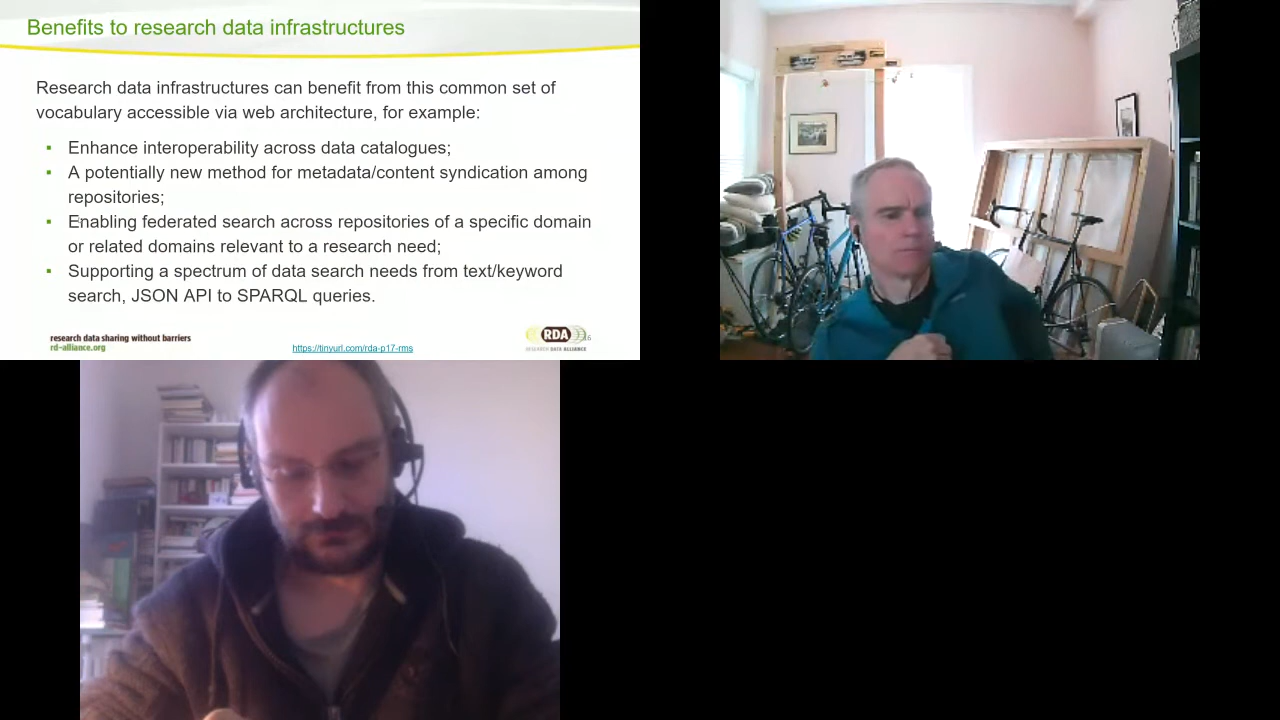 Benefits to research data infrastructures
Research data infrastructures can benefit from this common set of
vocabulary accessible via web architecture, for example:
▪ Enhance interoperability across data catalogues;
▪ A potentially new method for metadata/content syndication among
repositories;
▪ Enabling federated search across repositories of a specific domain
or related domains relevant to a research need;
▪ Supporting a spectrum of data search needs from text/keyword
search, JSON API to SPARQL queries.
research data sharing without barriers
rd-alliance.org
https://tinyurl.com/rda-p17-rms
RDA
RESEARCH DATA ALLIANCE